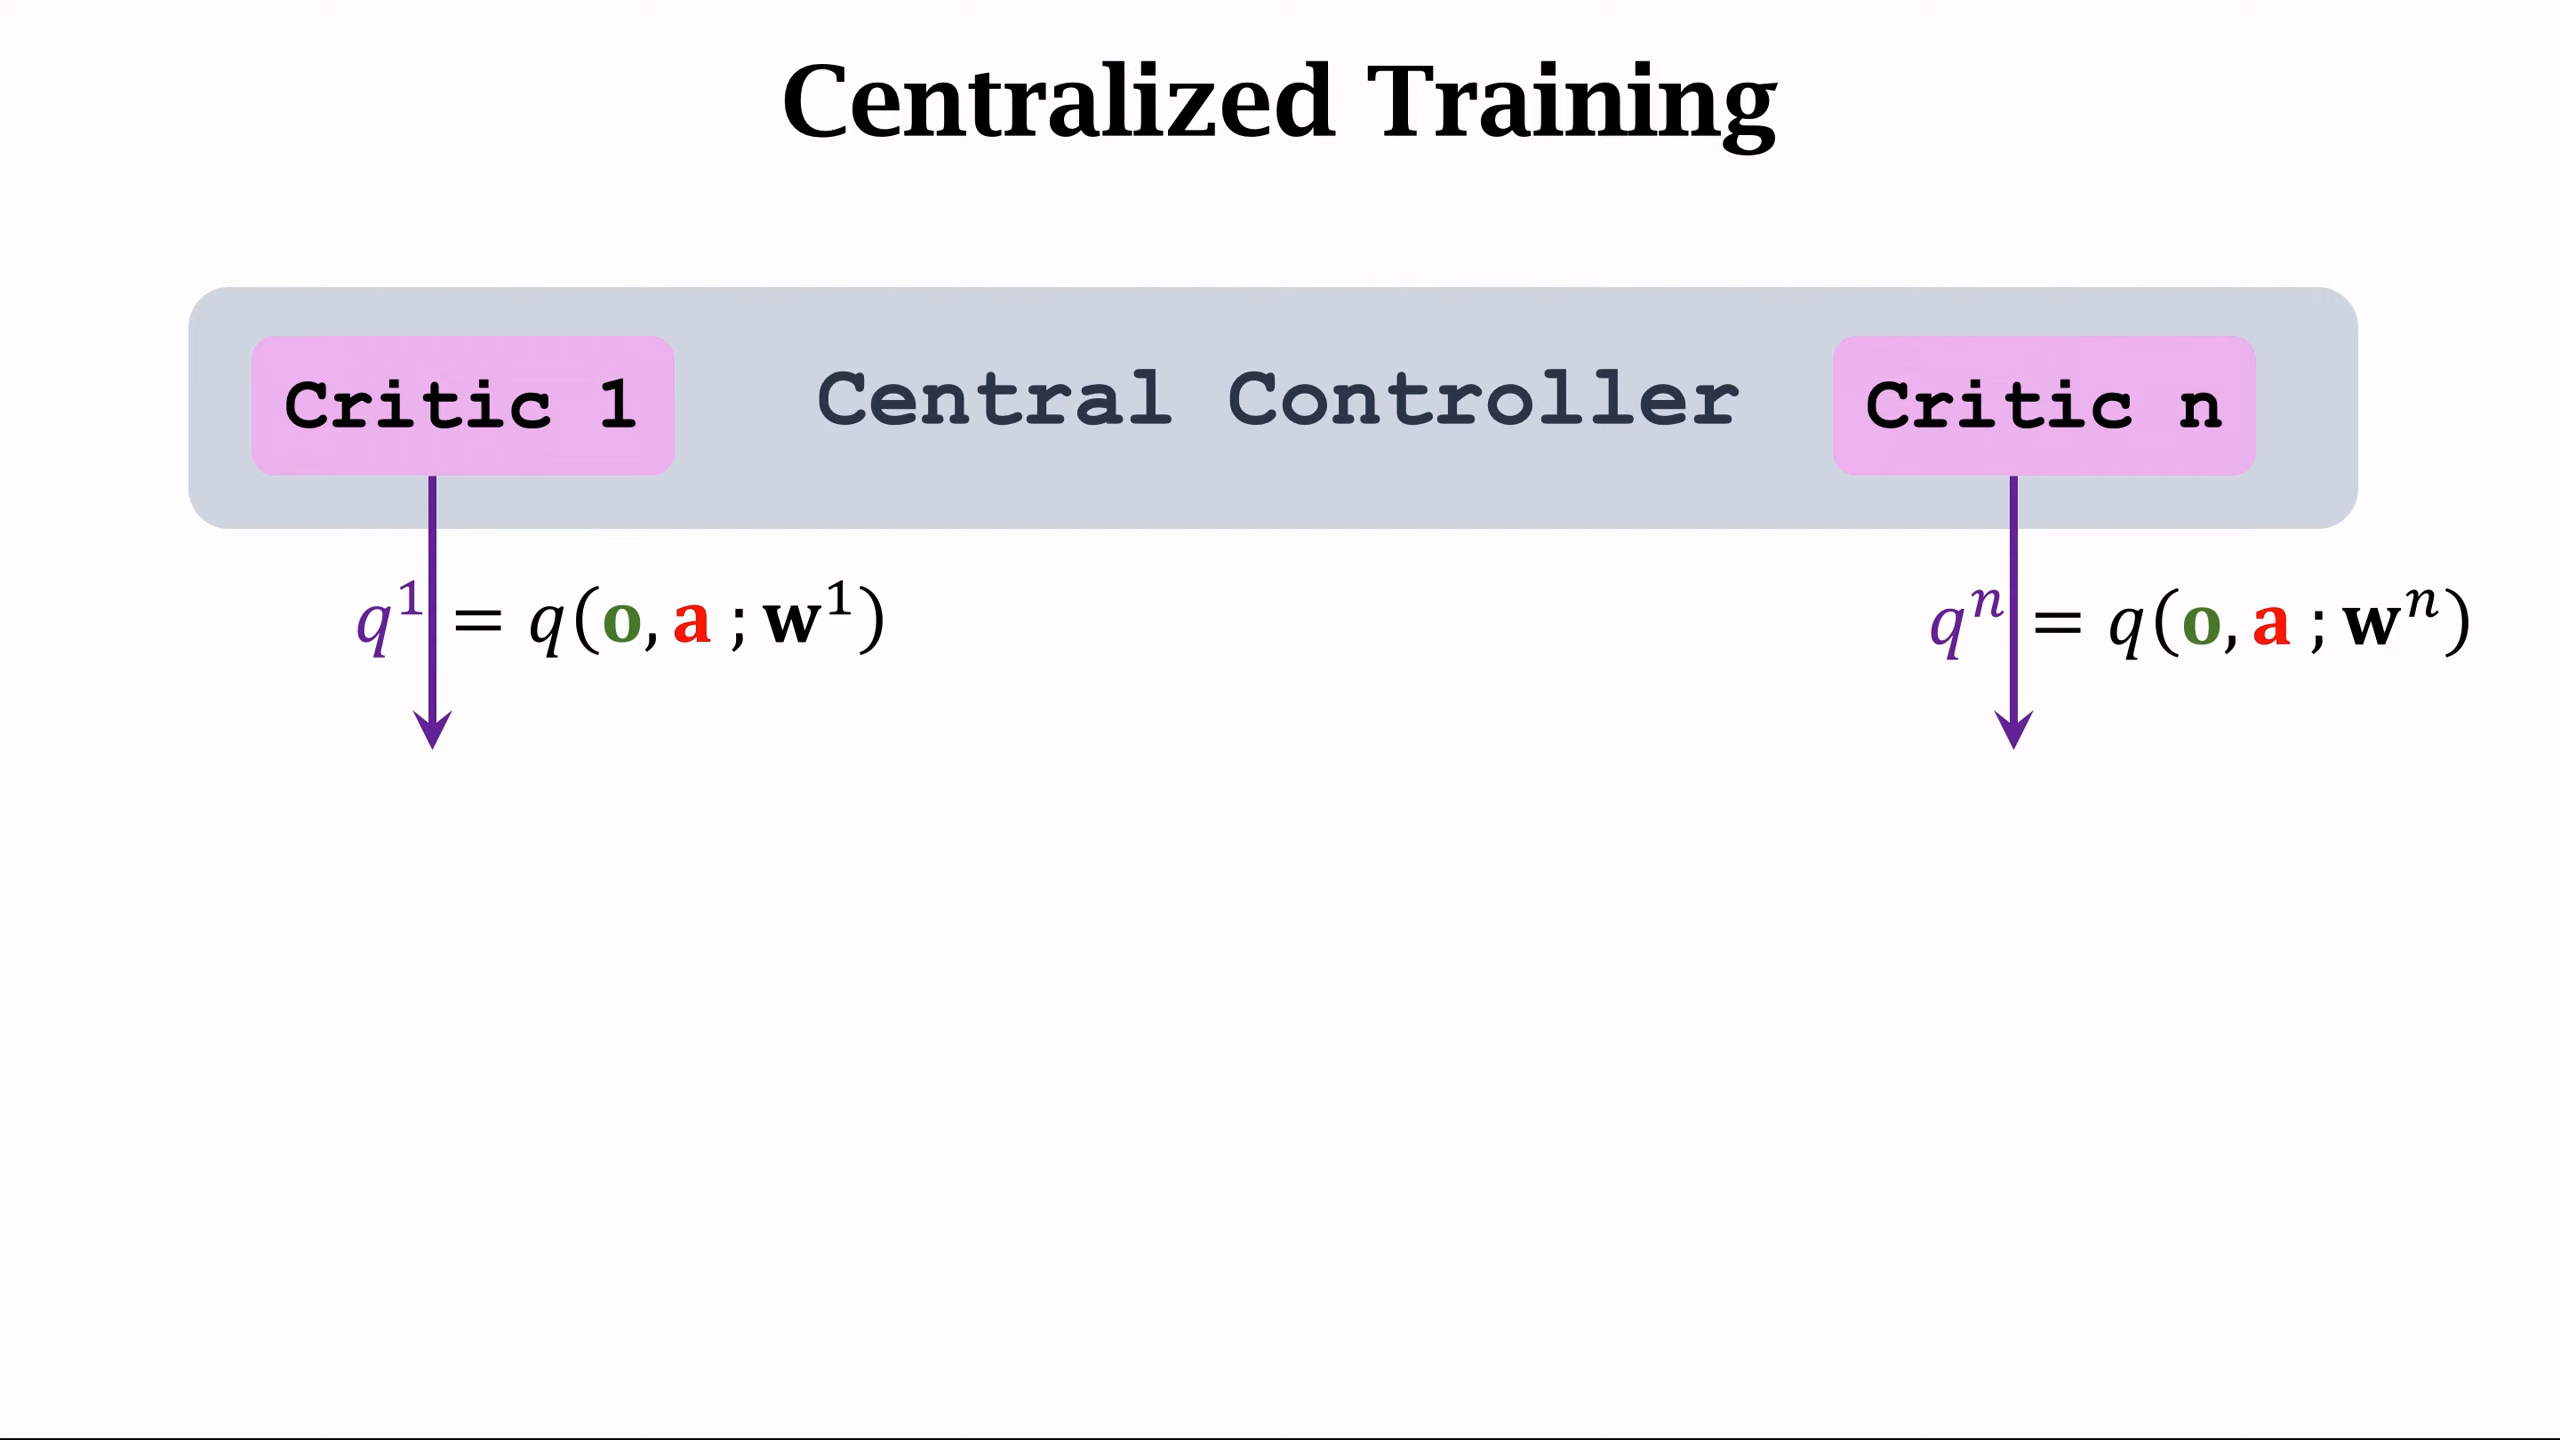 Centralized Training
Critic 1 Central Controller Critic n
q¹ = q(o, a ; w¹) qⁿ = q(o, a ; wⁿ)